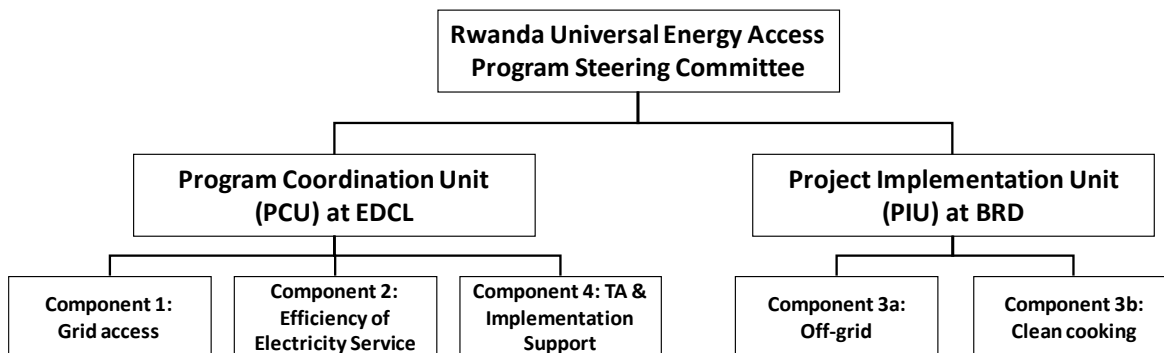 Rwanda Universal Energy Access
Program Steering Committee
Program Coordination Unit
(PCU) at EDCL
Project Implementation Unit
(PIU) at BRD
Component 1:
Grid access
Component 2:
Efficiency of
Electricity Service
Component 4: TA &
Implementation
Support
Component 3a:
Off-grid
Component 3b:
Clean cooking